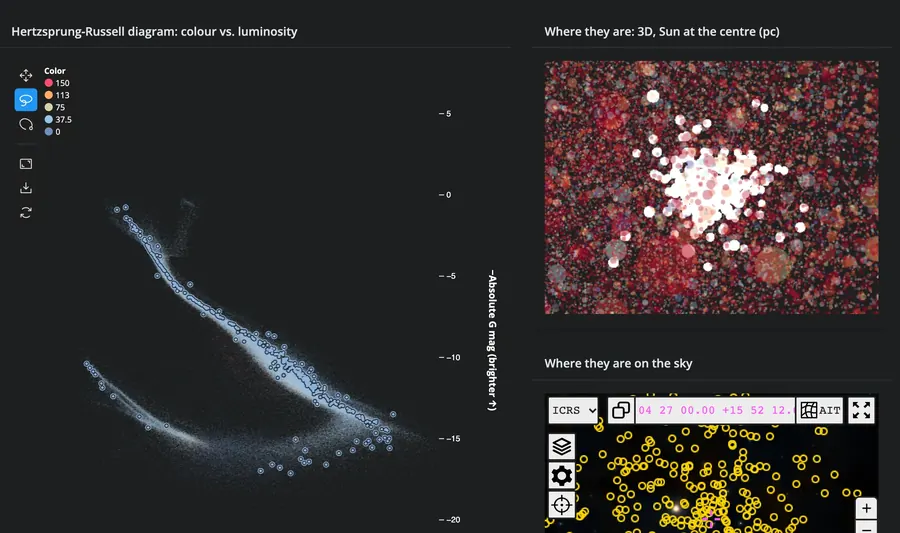 Hertzsprung-Russell diagram: colour vs. luminosity
Color
150
113
75
37.5
0
5
0
−5
−10
−15
−20
−Absolute G mag (brighter ↑)
Where they are: 3D, Sun at the centre (pc)
Where they are on the sky
ICRS
04 27 00.00 +15 52 12.
AIT
+
−